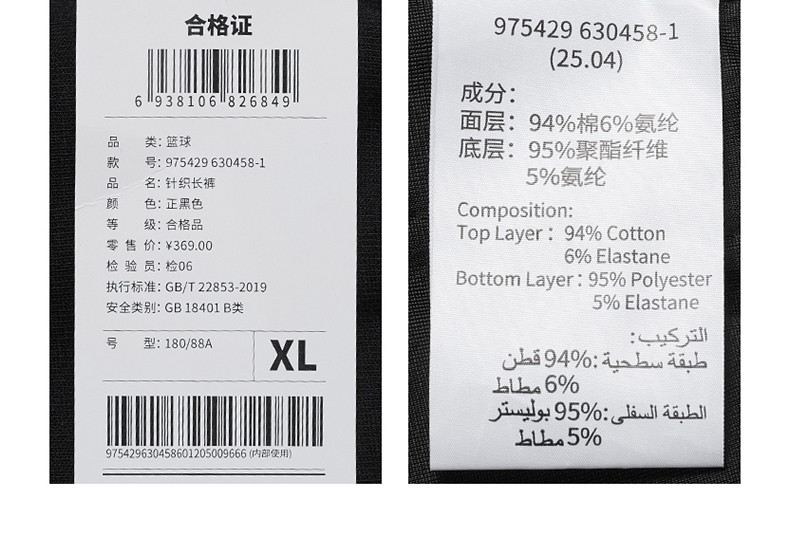 合格证
6 938106 826849
品 类: 篮球
款 号: 975429 630458-1
品 名: 针织长裤
颜 色: 正黑色
等 级: 合格品
零 售 价: ¥369.00
检 验 员: 检06
执行标准: GB/T 22853-2019
安全类别: GB 18401 B类
号 型: 180/88A
XL
975429630458601205009666 (内部使用)
975429 630458-1
(25.04)
成分:
面层: 94%棉6%氨纶
底层: 95%聚酯纤维
5%氨纶
Composition:
Top Layer : 94% Cotton
6% Elastane
Bottom Layer : 95% Polyester
5% Elastane
التركيب:
طبقة سطحية:94% قطن
6% مطاط
الطبقة السفلى:95% بوليستر
5% مطاط